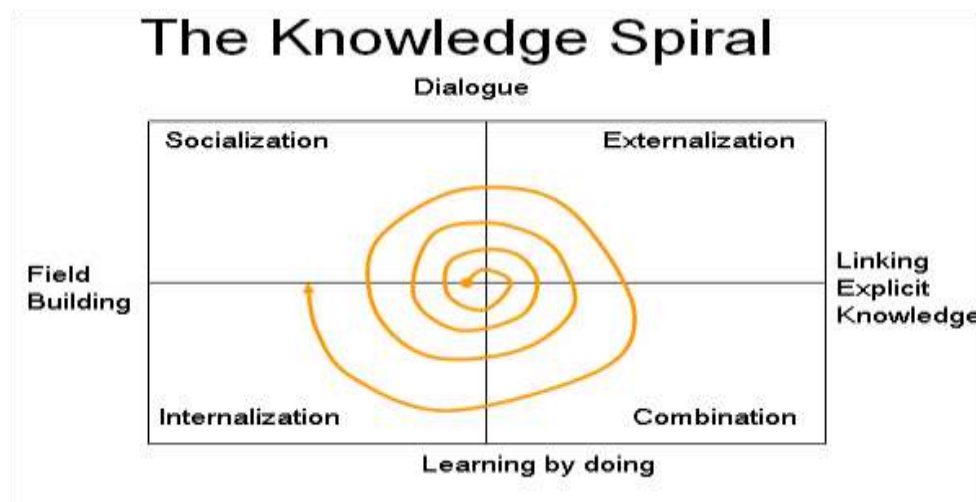 The Knowledge Spiral
Dialogue
Socialization
Externalization
Field
Building
Linking
Explicit
Knowledge
Internalization
Combination
Learning by doing